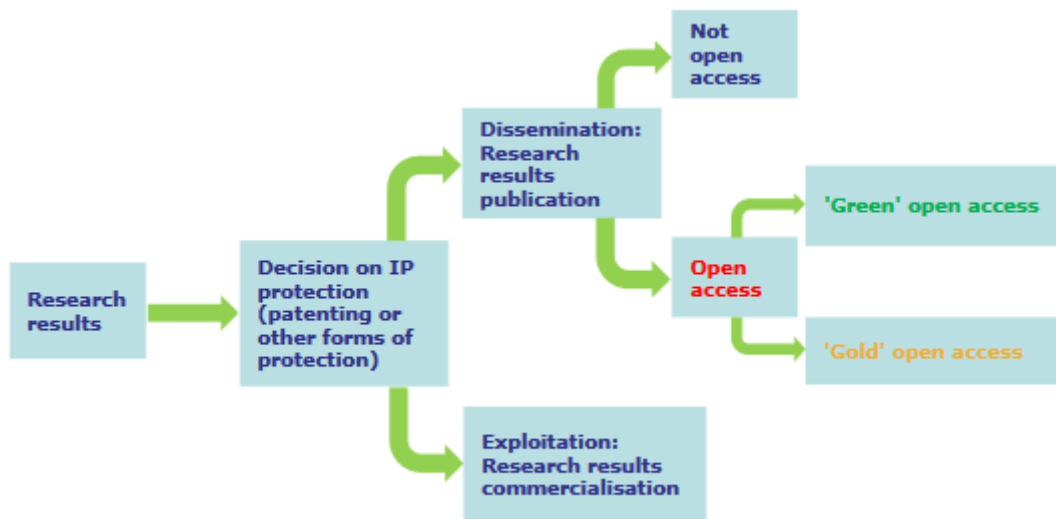 Research
results
Decision on IP
protection
(patenting or
other forms of
protection)
Dissemination:
Research
results
publication
Not
open
access
Open
access
'Green' open access
'Gold' open access
Exploitation:
Research results
commercialisation